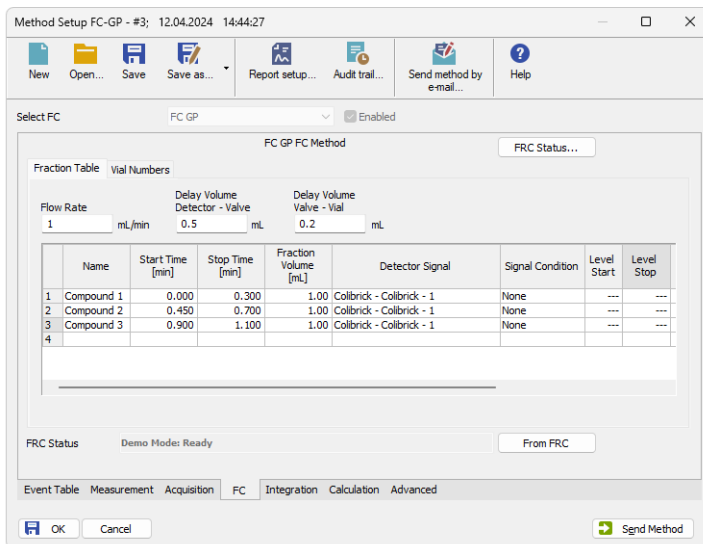 Method Setup FC-GP - #3; 12.04.2024 14:44:27
New Open... Save Save as... Report setup... Audit trail... Send method by e-mail... Help
Select FC FC GP Enabled
FC GP FC Method FRC Status...
Fraction Table Vial Numbers
Flow Rate Delay Volume Detector - Valve Delay Volume Valve - Vial
1 mL/min 0.5 mL 0.2 mL
Name Start Time [min] Stop Time [min] Fraction Volume [mL] Detector Signal Signal Condition Level Start Level Stop
1 Compound 1 0.000 0.300 1.00 Colibrick - Colibrick - 1 None --- ---
2 Compound 2 0.450 0.700 1.00 Colibrick - Colibrick - 1 None --- ---
3 Compound 3 0.900 1.100 1.00 Colibrick - Colibrick - 1 None --- ---
4
FRC Status Demo Mode: Ready From FRC
Event Table Measurement Acquisition FC Integration Calculation Advanced
OK Cancel Send Method